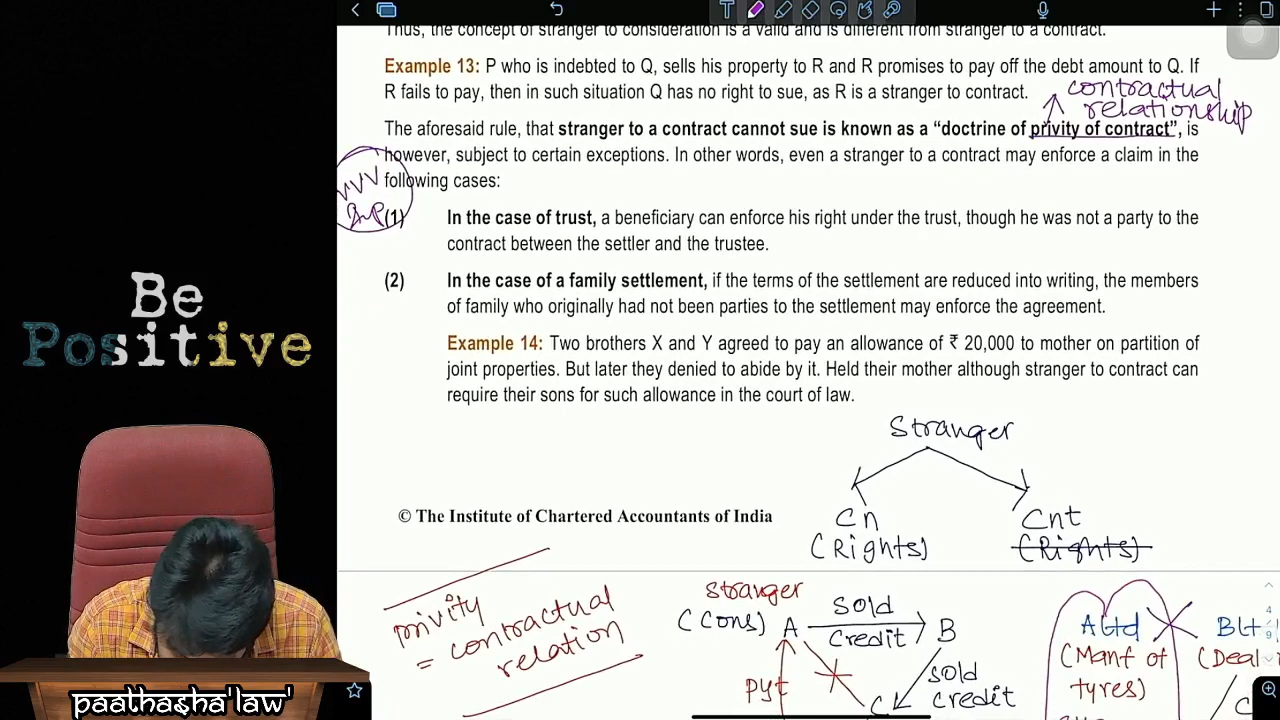 Thus, the concept of stranger to consideration is a valid and is different from stranger to a contract.
Example 13: P who is indebted to Q, sells his property to R and R promises to pay off the debt amount to Q. If
R fails to pay, then in such situation Q has no right to sue, as R is a stranger to contract.
contractual
relationship
The aforesaid rule, that stranger to a contract cannot sue is known as a “doctrine of privity of contract”, is
however, subject to certain exceptions. In other words, even a stranger to a contract may enforce a claim in the
following cases:
VVV
Imp
(1) In the case of trust, a beneficiary can enforce his right under the trust, though he was not a party to the
contract between the settler and the trustee.
(2) In the case of a family settlement, if the terms of the settlement are reduced into writing, the members
of family who originally had not been parties to the settlement may enforce the agreement.
Example 14: Two brothers X and Y agreed to pay an allowance of ₹ 20,000 to mother on partition of
joint properties. But later they denied to abide by it. Held their mother although stranger to contract can
require their sons for such allowance in the court of law.
Be
Positive
Stranger
Cn Cnt
(Rights) (Rights)
© The Institute of Chartered Accountants of India
privity
= contractual
relation
stranger
(Cons) A sold B
credit
sold
credit
pyt
C
A Ltd
(Manf of
tyres)
B Lt
(Deal
paathasha'law'